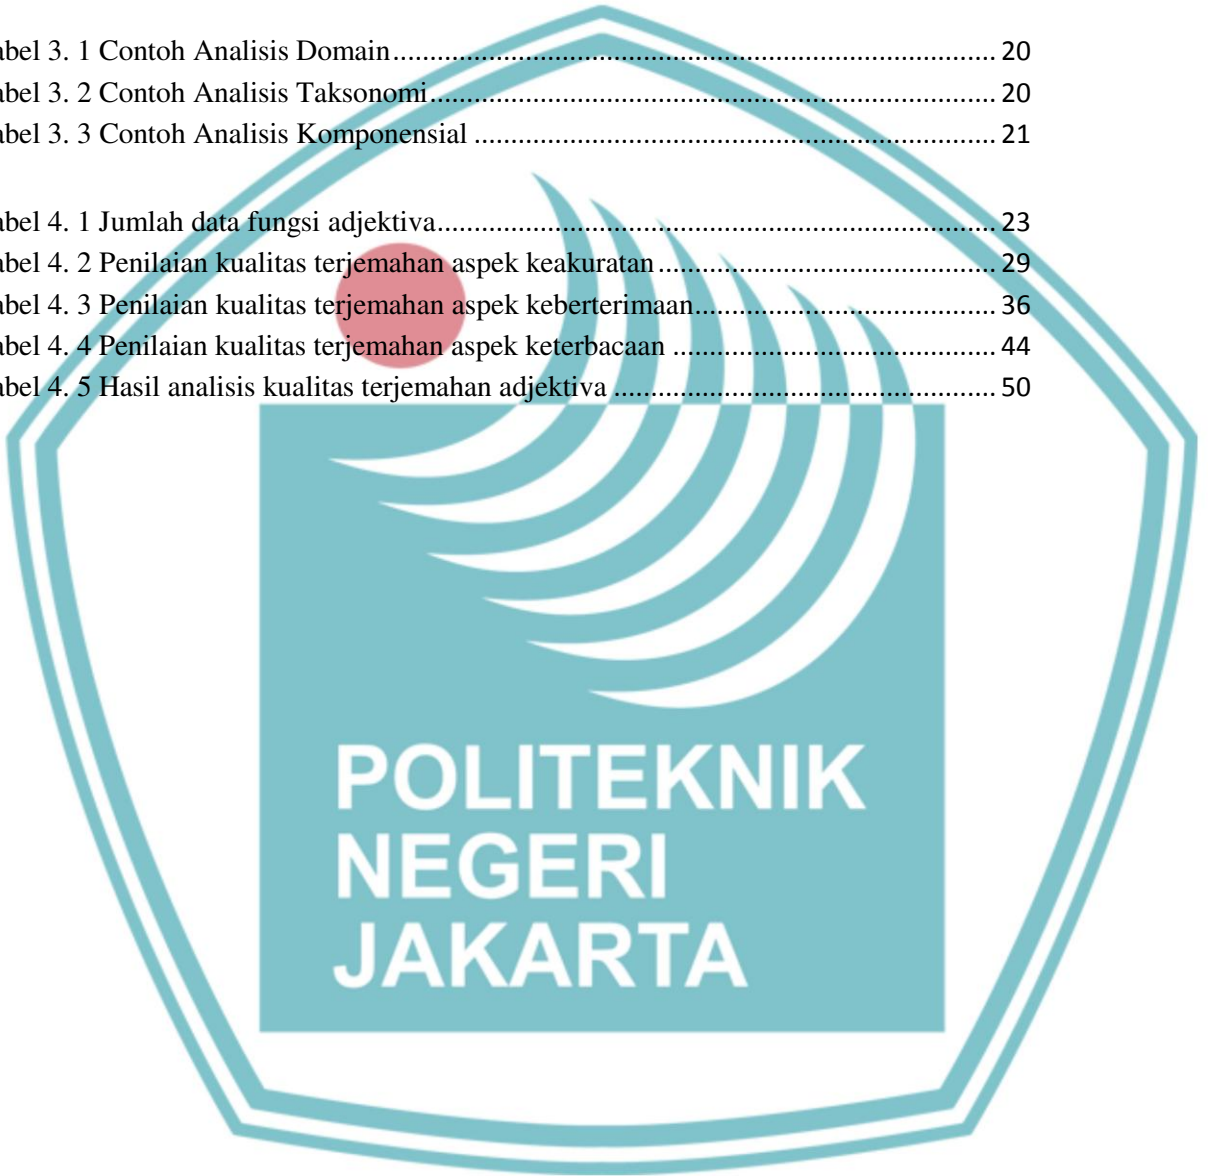 abel 3. 1 Contoh Analisis Domain................................................................................... 20
abel 3. 2 Contoh Analisis Taksonomi.............................................................................. 20
abel 3. 3 Contoh Analisis Komponensial ........................................................................ 21
abel 4. 1 Jumlah data fungsi adjektiva............................................................................. 23
abel 4. 2 Penilaian kualitas terjemahan aspek keakuratan............................................... 29
abel 4. 3 Penilaian kualitas terjemahan aspek keberterimaan.......................................... 36
abel 4. 4 Penilaian kualitas terjemahan aspek keterbacaan ............................................. 44
abel 4. 5 Hasil analisis kualitas terjemahan adjektiva ..................................................... 50
POLITEKNIK
NEGERI
JAKARTA